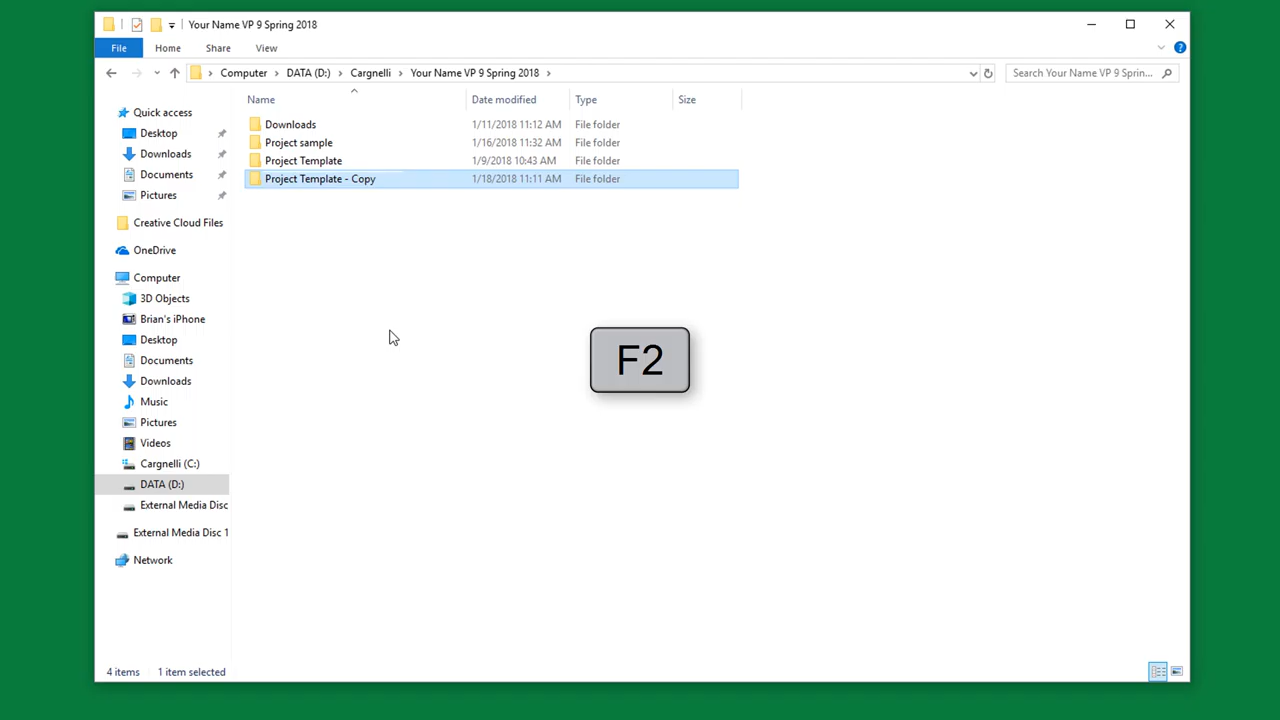 Your Name VP 9 Spring 2018
File Home Share View
Computer DATA (D:) Cargnelli Your Name VP 9 Spring 2018
Search Your Name VP 9 Sprin...
Name Date modified Type Size
Downloads 1/11/2018 11:12 AM File folder
Project sample 1/16/2018 11:32 AM File folder
Project Template 1/9/2018 10:43 AM File folder
Project Template - Copy 1/18/2018 11:11 AM File folder
Quick access
Desktop
Downloads
Documents
Pictures
Creative Cloud Files
OneDrive
Computer
3D Objects
Brian's iPhone
Desktop
Documents
Downloads
Music
Pictures
Videos
Cargnelli (C:)
DATA (D:)
External Media Disc
External Media Disc 1
Network
F2
4 items 1 item selected